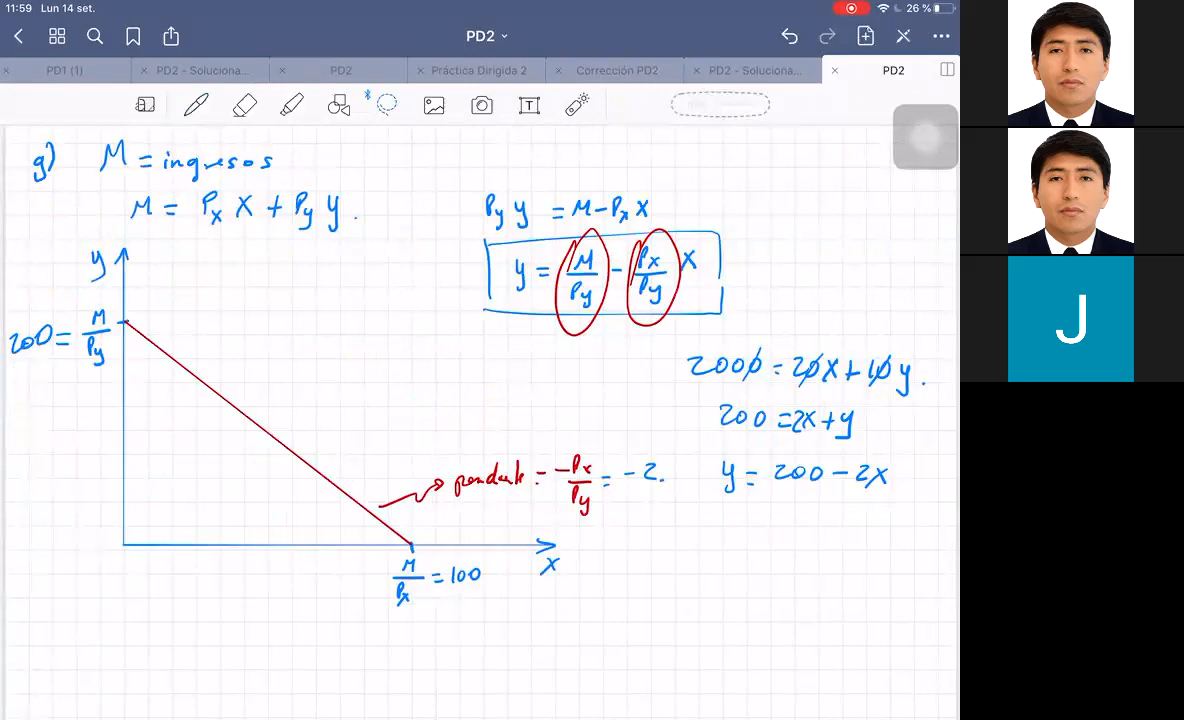 11:59 Lun 14 set. 26 %
PD2
PD1 (1) PD2 - Soluciona... PD2 Práctica Dirigida 2 Corrección PD2 PD2 - Soluciona... PD2
g) M = ingresos
M = Px X + Py y.
Py y = M - Px X
y = M/Py - Px/Py X
y
200 = M/Py
2000 = 20x + 10y.
200 = 2x + y
pendiente = -Px/Py = -2.
y = 200 - 2x
x
M/Px = 100
J